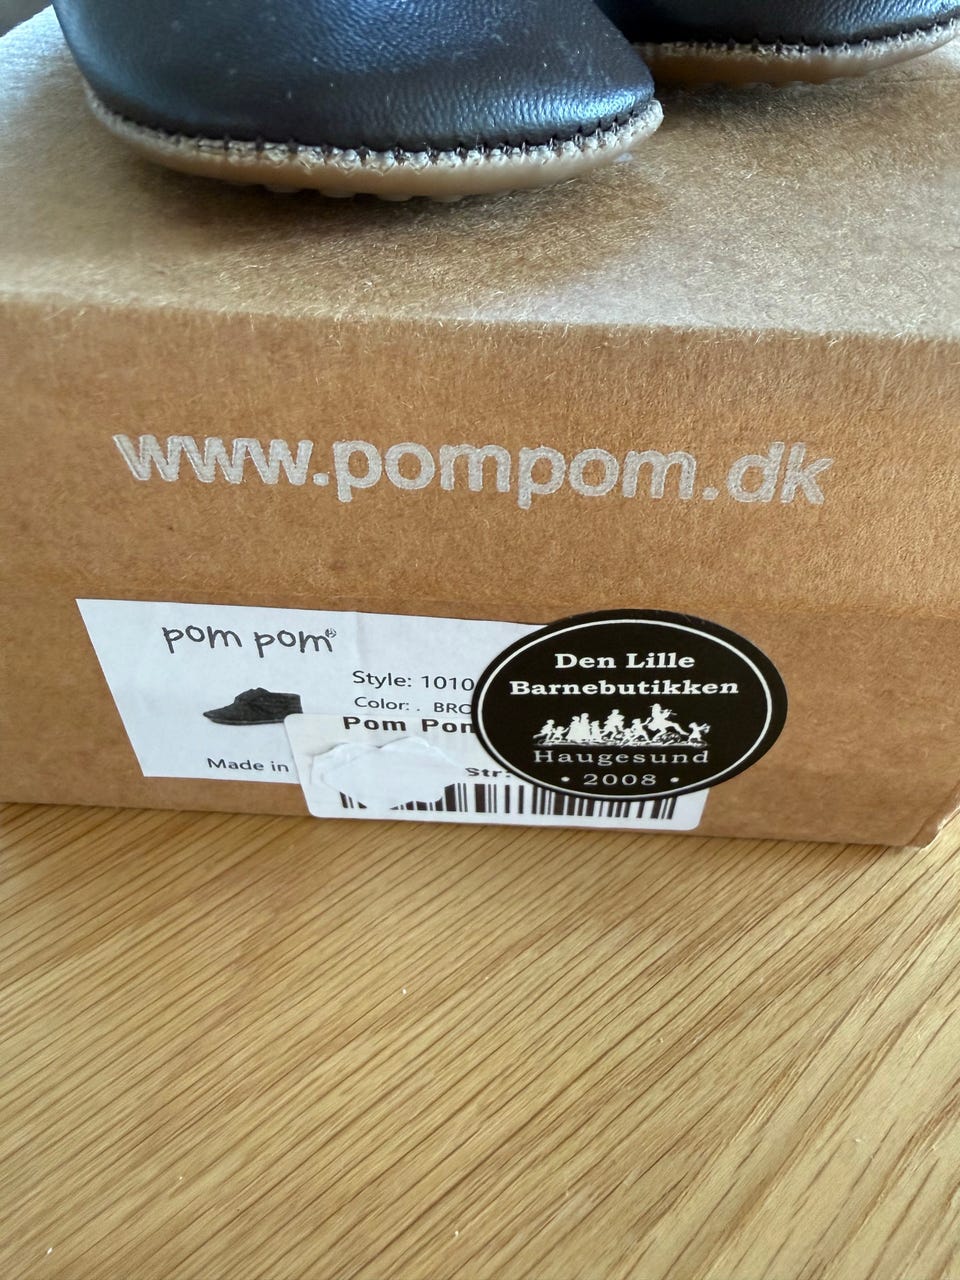 www.pompom.dk
pom pom®
Style: 1010
Color: . BRO
Pom Pom
Made in
Str:
Den Lille
Barnebutikken
Haugesund
• 2008 •